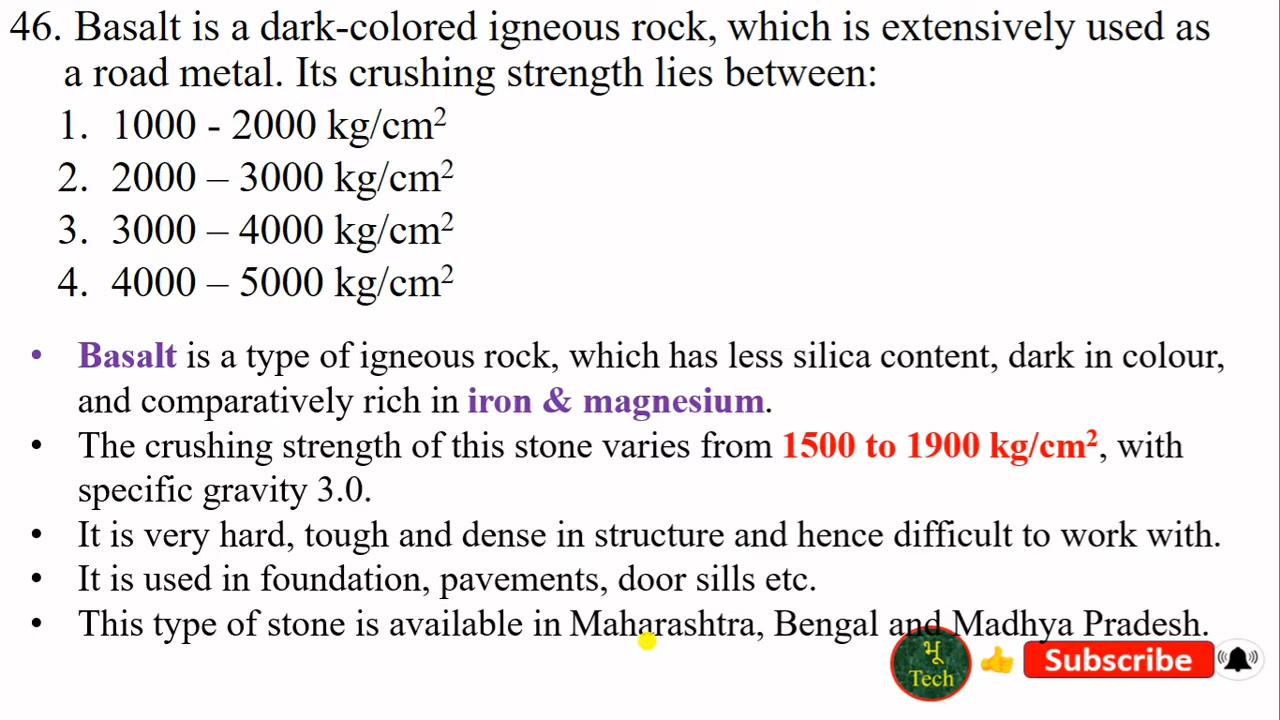 46. Basalt is a dark-colored igneous rock, which is extensively used as
a road metal. Its crushing strength lies between:
1. 1000 - 2000 kg/cm²
2. 2000 – 3000 kg/cm²
3. 3000 – 4000 kg/cm²
4. 4000 – 5000 kg/cm²
• Basalt is a type of igneous rock, which has less silica content, dark in colour,
and comparatively rich in iron & magnesium.
• The crushing strength of this stone varies from 1500 to 1900 kg/cm², with
specific gravity 3.0.
• It is very hard, tough and dense in structure and hence difficult to work with.
• It is used in foundation, pavements, door sills etc.
• This type of stone is available in Maharashtra, Bengal and Madhya Pradesh.
भू
Tech
Subscribe